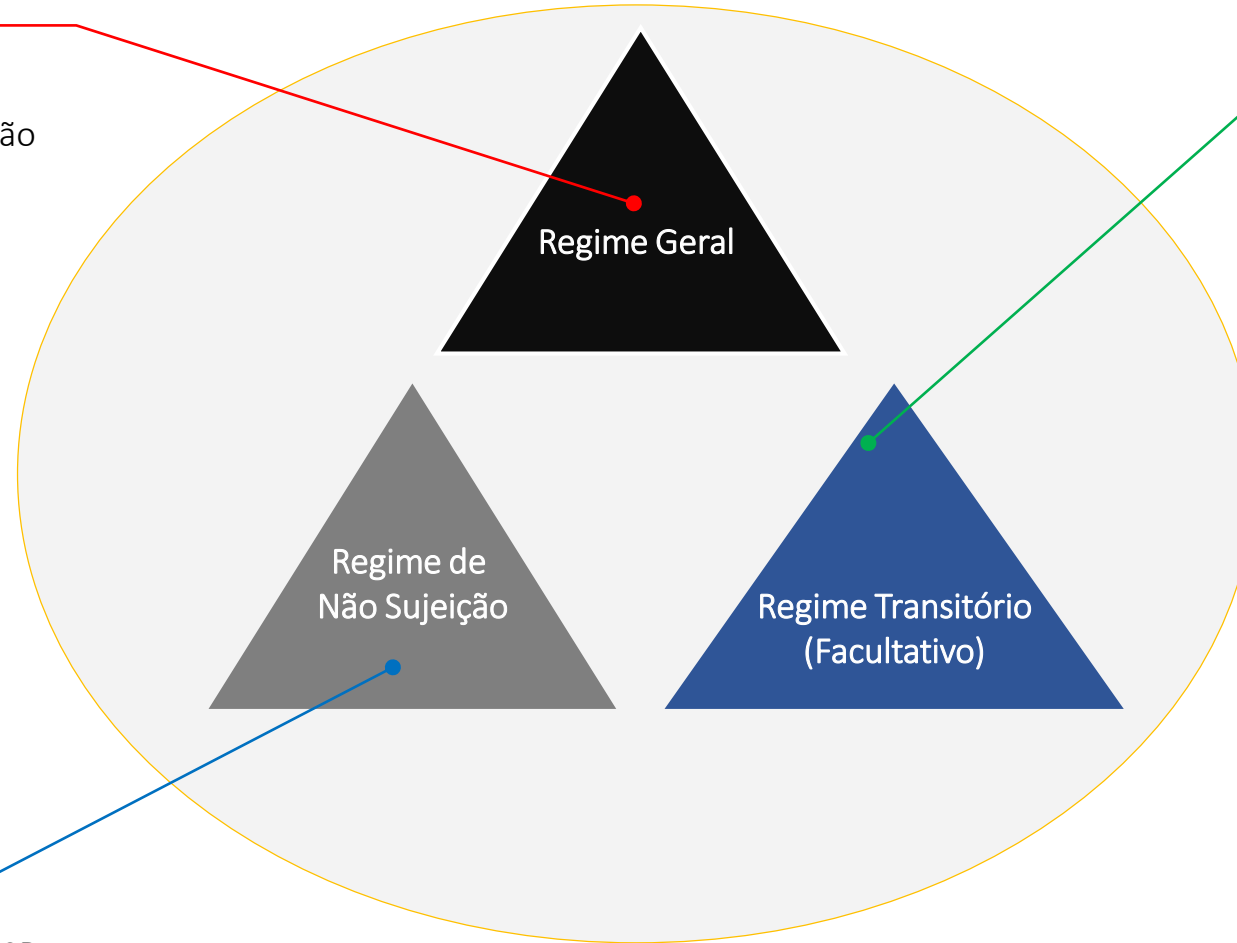 ão
Regime Geral
Regime de
Não Sujeição
Regime Transitório
(Facultativo)